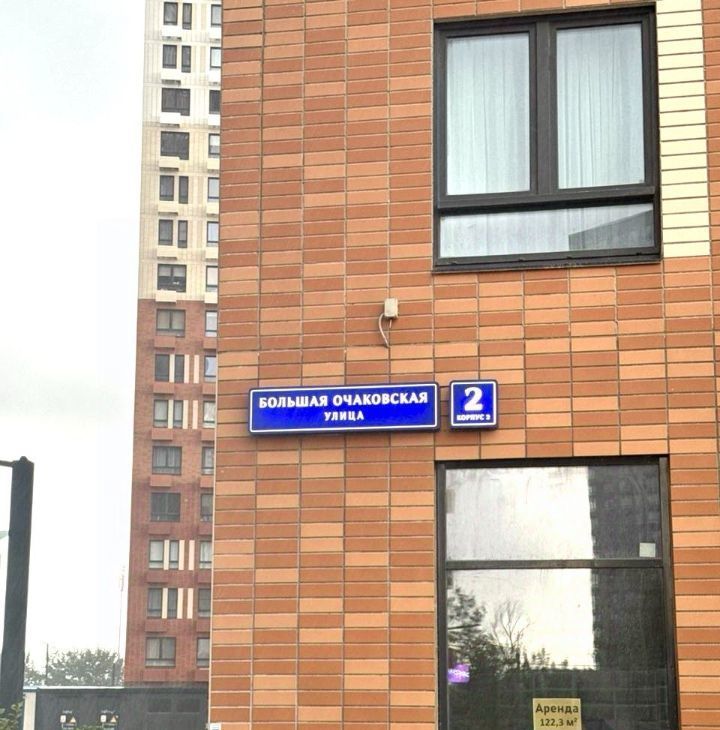 БОЛЬШАЯ ОЧАКОВСКАЯ
УЛИЦА
2
КОРПУС 3
Аренда
122,3 м²